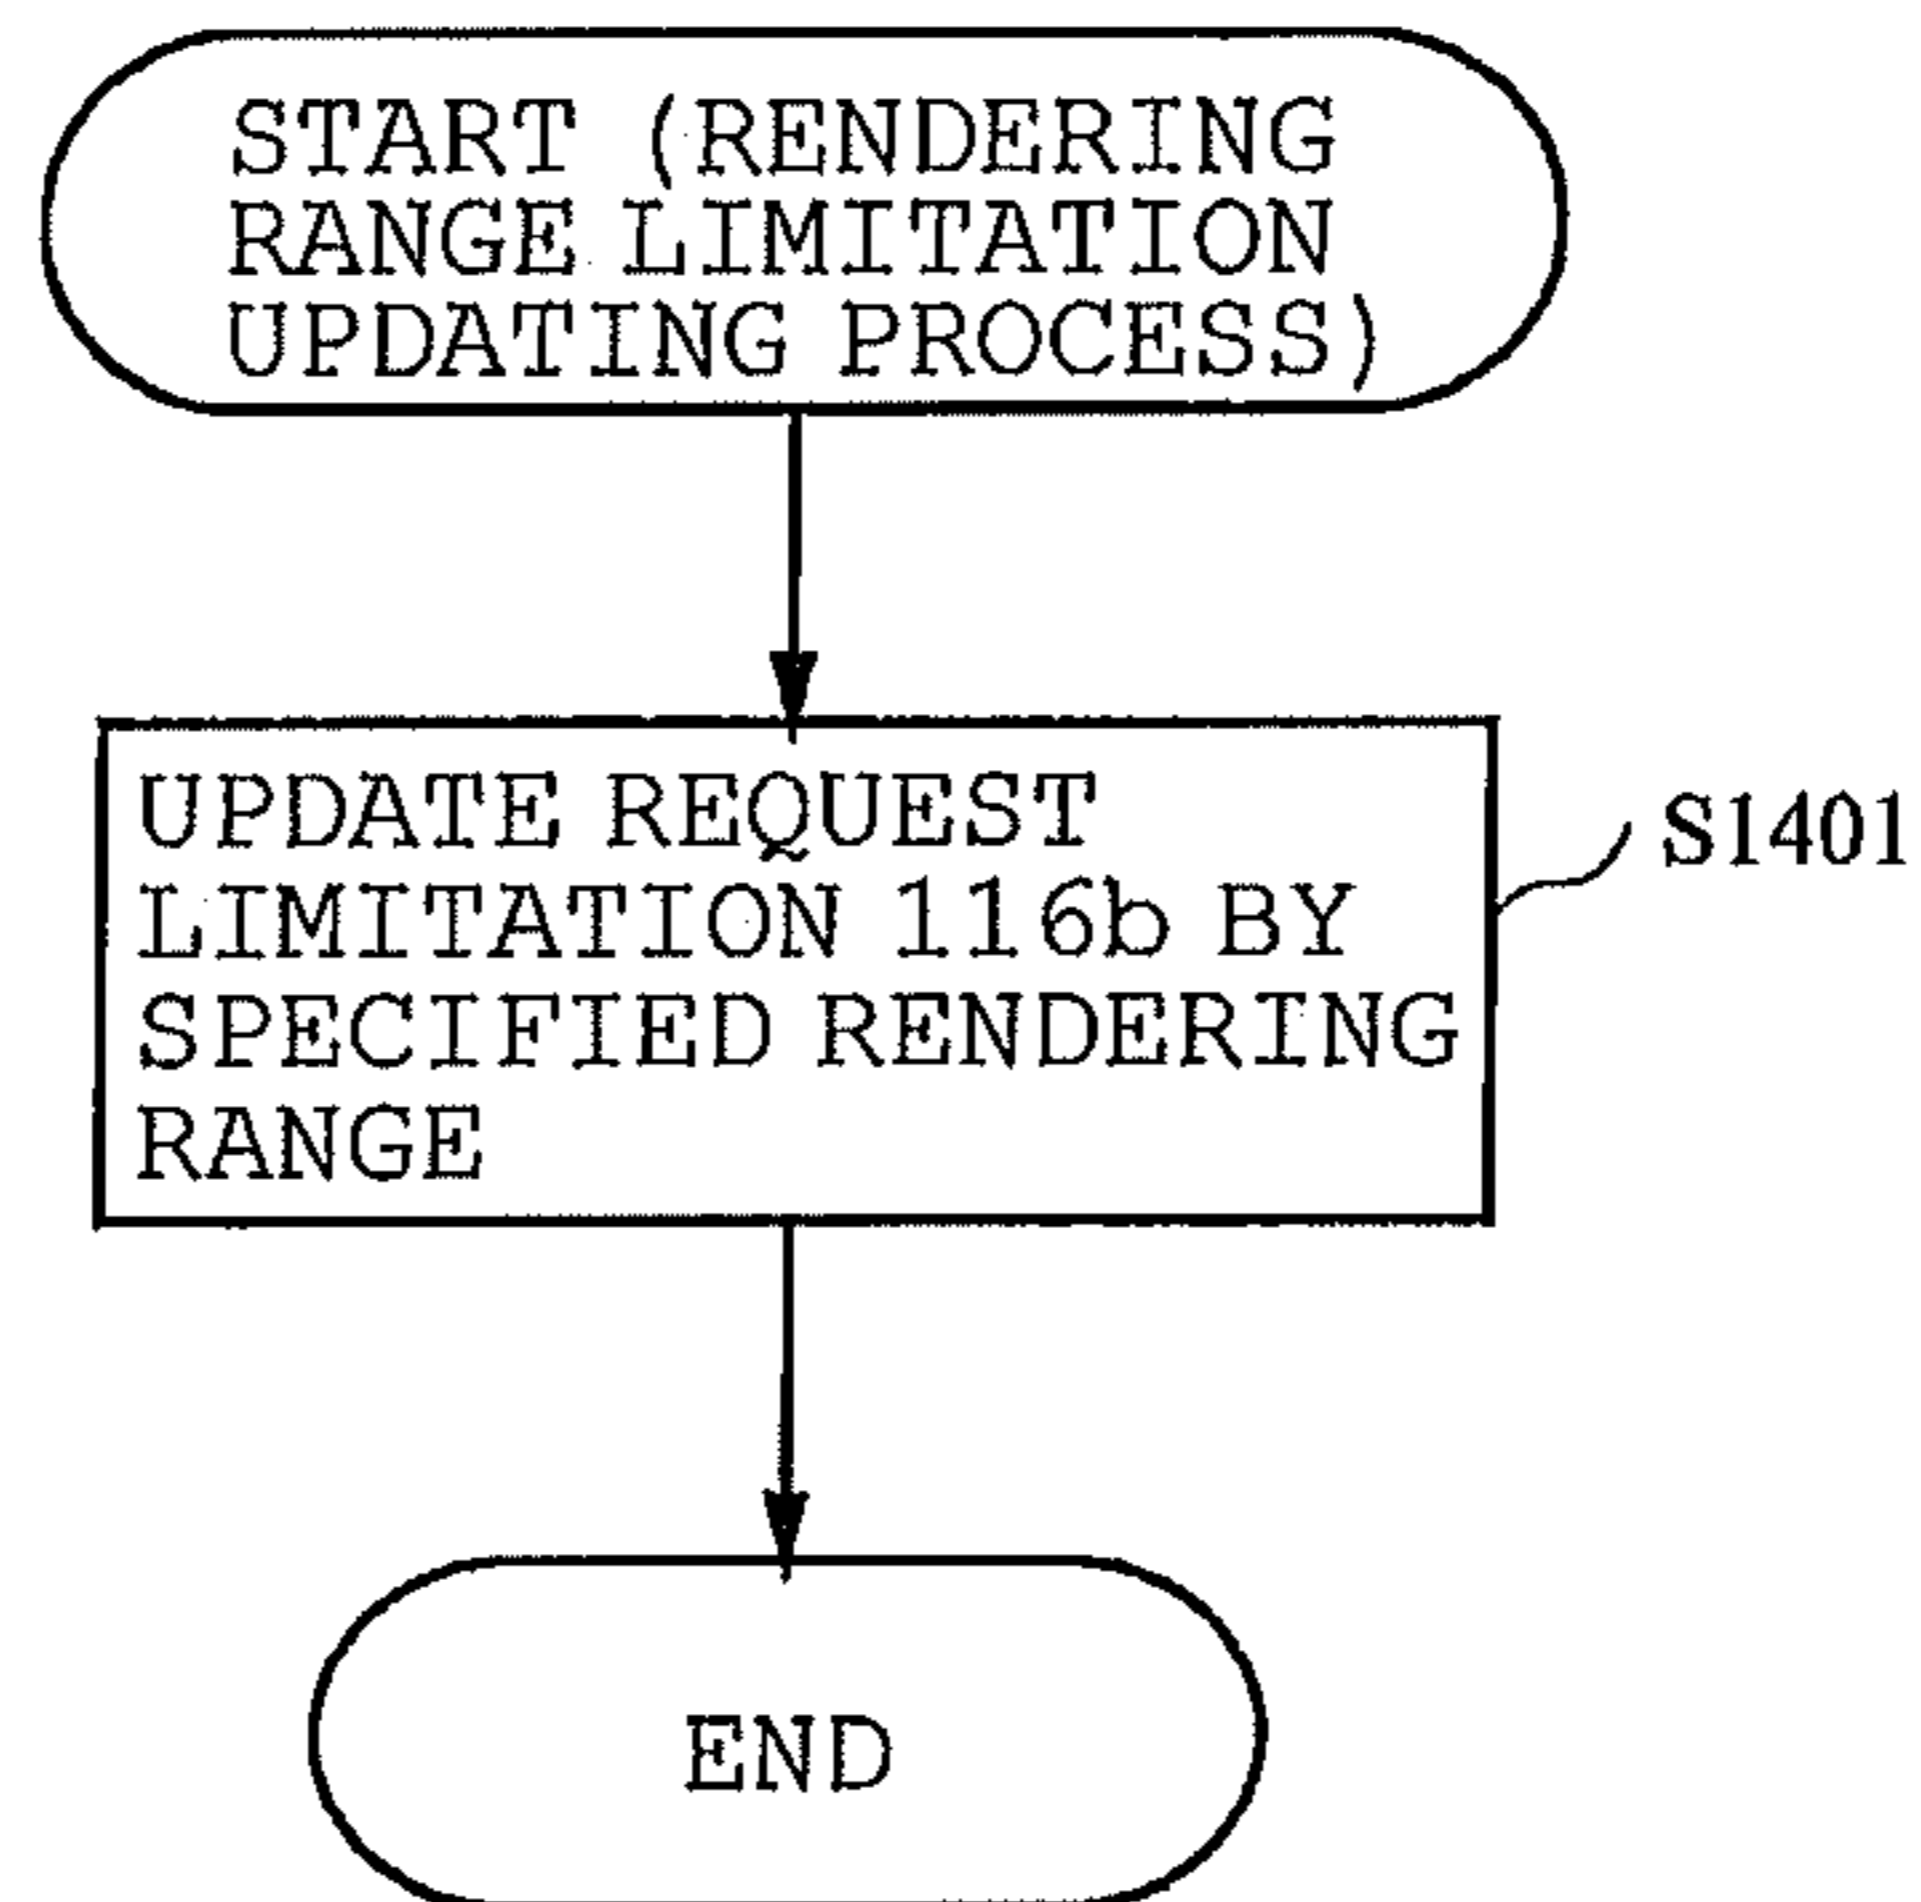 START (RENDERING
RANGE LIMITATION
UPDATING PROCESS)
UPDATE REQUEST
LIMITATION 116b BY
SPECIFIED RENDERING
RANGE
S1401
END